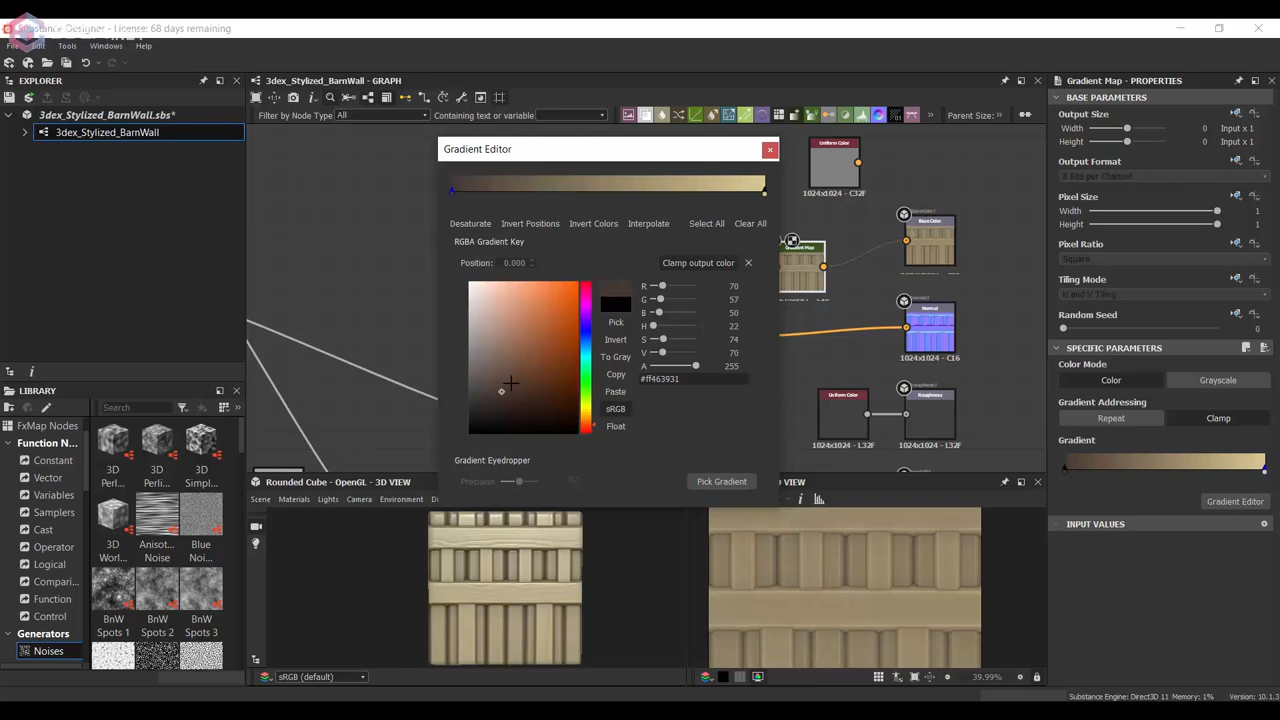 Substance Designer - License: 68 days remaining
File Edit Tools Windows Help
EXPLORER
3dex_Stylized_BarnWall.sbs*
3dex_Stylized_BarnWall
LIBRARY
Search
FxMap Nodes
Function N...
Constant
Vector
Variables
Samplers
Cast
Operator
Logical
Compari...
Function
Control
Generators
Noises
3D Perl...
3D Perli...
3D Simpl...
3D Worl...
Anisot... Noise
Blue Noi...
BnW Spots 1
BnW Spots 2
BnW Spots 3
3dex_Stylized_BarnWall - GRAPH
Filter by Node Type All
Containing text or variable
Parent Size:
Gradient Editor
Desaturate Invert Positions Invert Colors Interpolate Select All Clear All
RGBA Gradient Key
Position: 0.000
Clamp output color
Pick
Invert
To Gray
Copy
Paste
sRGB
Float
R 70
G 57
B 50
H 22
S 74
V 70
A 255
#ff463931
Gradient Eyedropper
Precision
Pick Gradient
Uniform Color
1024x1024 - C32F
Gradient Map
Base Color
Normal
1024x1024 - C16
Uniform Color
1024x1024 - L32F
Roughness
1024x1024 - L32F
Rounded Cube - OpenGL - 3D VIEW
Scene Materials Lights Camera Environment
sRGB (default)
VIEW
39.99%
Gradient Map - PROPERTIES
BASE PARAMETERS
Output Size
Width 0 Input x 1
Height 0 Input x 1
Output Format
8 Bits per Channel
Pixel Size
Width 1
Height 1
Pixel Ratio
Square
Tiling Mode
H and V Tiling
Random Seed
0
SPECIFIC PARAMETERS
Color Mode
Color Grayscale
Gradient Addressing
Repeat Clamp
Gradient
Gradient Editor
INPUT VALUES
Substance Engine: Direct3D 11 Memory: 1% Version: 10.1.3